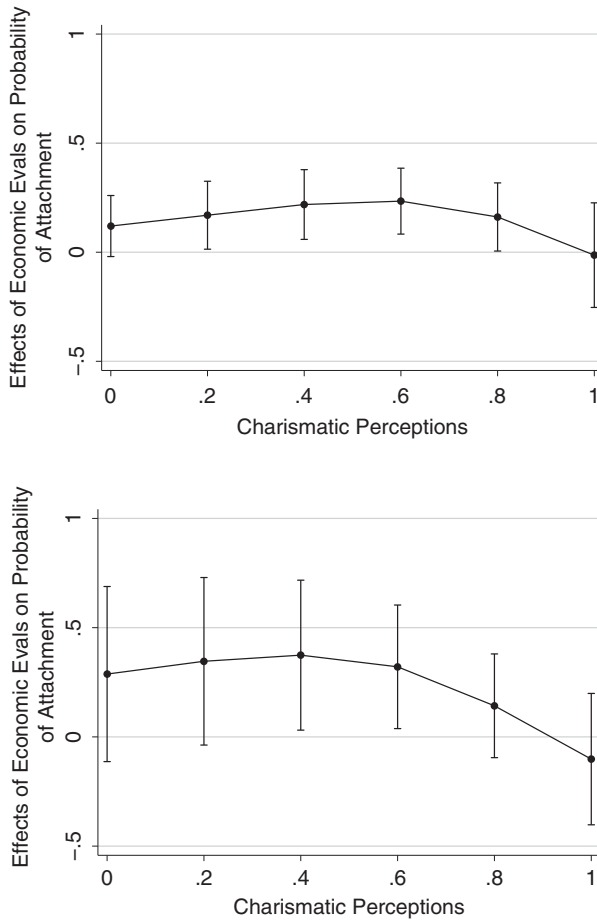 Effects of Economic Evals on Probability
of Attachment
1
.5
0
−.5
0 .2 .4 .6 .8 1
Charismatic Perceptions
Effects of Economic Evals on Probability
of Attachment
1
.5
0
−.5
0 .2 .4 .6 .8 1
Charismatic Perceptions